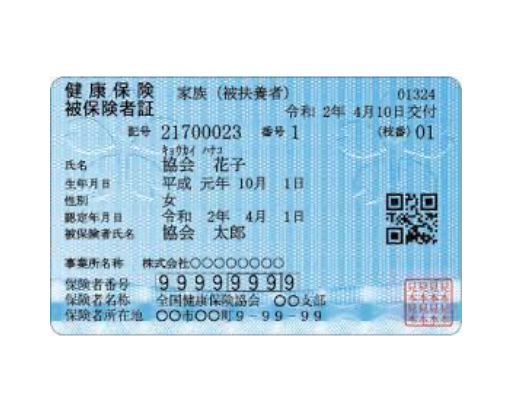 健康保険 家族（被扶養者） 01324
被保険者証 令和 2年 4月10日交付
記号 21700023 番号 1 (枝番) 01
ｷｮｳｶｲ ﾊﾅｺ
氏名 協会 花子
生年月日 平成 元年 10月 1日
性別 女
認定年月日 令和 2年 4月 1日
被保険者氏名 協会 太郎
事業所名称 株式会社○○○○○○○○
保険者番号 99999999
保険者名称 全国健康保険協会 ○○支部
保険者所在地 ○○市○○町9－99－99
見見見見
本本本本
見見見見
本本本本